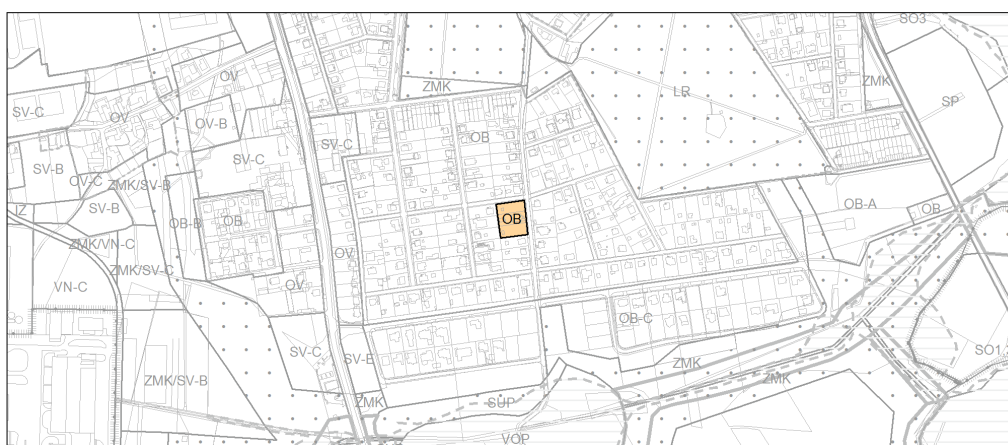 SO3
OV
ZMK
ZMK
LR
SP
SV-C
OV
OV-B
OB
SV-C
SV-C
SV-B
OV-C
ZMK/SV-B
OB-A
OB
IZ
SV-B
OB-B
OB
OB
ZMK/VN-C
OV
ZMK/SV-C
VN-C
OV
OB-C
SV-C
SV-E
ZMK
SO1
ZMK/SV-B
ZMK
ZMK
SUP
VOP